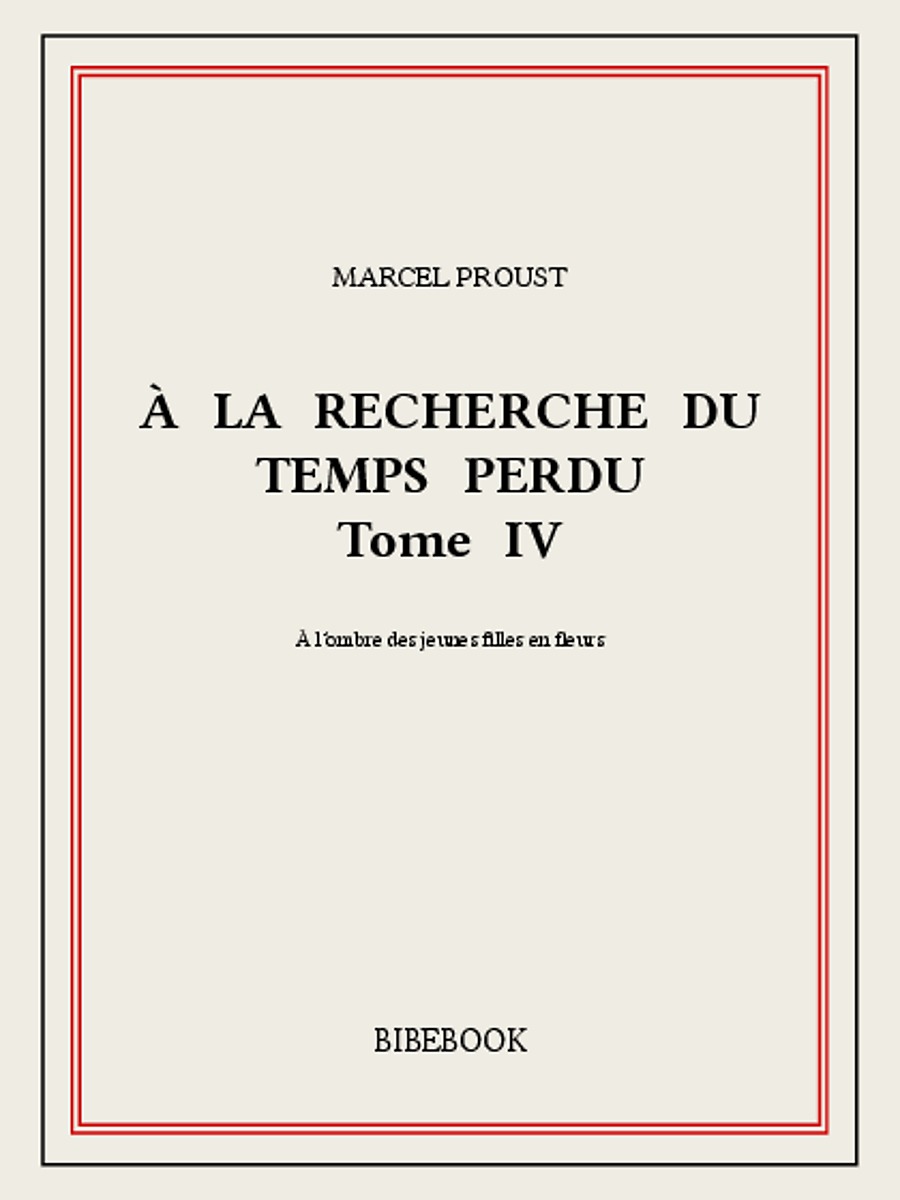 MARCEL PROUST
À LA RECHERCHE DU
TEMPS PERDU
Tome IV
À l'ombre des jeunes filles en fleurs
BIBEBOOK